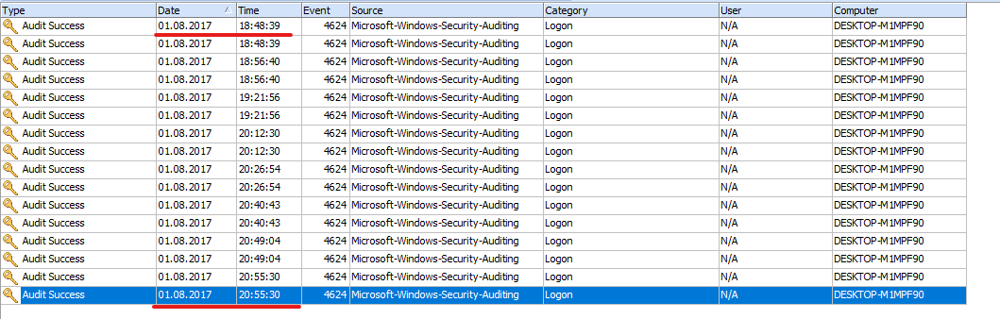 Type Date Time Event Source Category User Computer
Audit Success 01.08.2017 18:48:39 4624 Microsoft-Windows-Security-Auditing Logon N/A DESKTOP-M1MPF90
Audit Success 01.08.2017 18:48:39 4624 Microsoft-Windows-Security-Auditing Logon N/A DESKTOP-M1MPF90
Audit Success 01.08.2017 18:56:40 4624 Microsoft-Windows-Security-Auditing Logon N/A DESKTOP-M1MPF90
Audit Success 01.08.2017 18:56:40 4624 Microsoft-Windows-Security-Auditing Logon N/A DESKTOP-M1MPF90
Audit Success 01.08.2017 19:21:56 4624 Microsoft-Windows-Security-Auditing Logon N/A DESKTOP-M1MPF90
Audit Success 01.08.2017 19:21:56 4624 Microsoft-Windows-Security-Auditing Logon N/A DESKTOP-M1MPF90
Audit Success 01.08.2017 20:12:30 4624 Microsoft-Windows-Security-Auditing Logon N/A DESKTOP-M1MPF90
Audit Success 01.08.2017 20:12:30 4624 Microsoft-Windows-Security-Auditing Logon N/A DESKTOP-M1MPF90
Audit Success 01.08.2017 20:26:54 4624 Microsoft-Windows-Security-Auditing Logon N/A DESKTOP-M1MPF90
Audit Success 01.08.2017 20:26:54 4624 Microsoft-Windows-Security-Auditing Logon N/A DESKTOP-M1MPF90
Audit Success 01.08.2017 20:40:43 4624 Microsoft-Windows-Security-Auditing Logon N/A DESKTOP-M1MPF90
Audit Success 01.08.2017 20:40:43 4624 Microsoft-Windows-Security-Auditing Logon N/A DESKTOP-M1MPF90
Audit Success 01.08.2017 20:49:04 4624 Microsoft-Windows-Security-Auditing Logon N/A DESKTOP-M1MPF90
Audit Success 01.08.2017 20:49:04 4624 Microsoft-Windows-Security-Auditing Logon N/A DESKTOP-M1MPF90
Audit Success 01.08.2017 20:55:30 4624 Microsoft-Windows-Security-Auditing Logon N/A DESKTOP-M1MPF90
Audit Success 01.08.2017 20:55:30 4624 Microsoft-Windows-Security-Auditing Logon N/A DESKTOP-M1MPF90